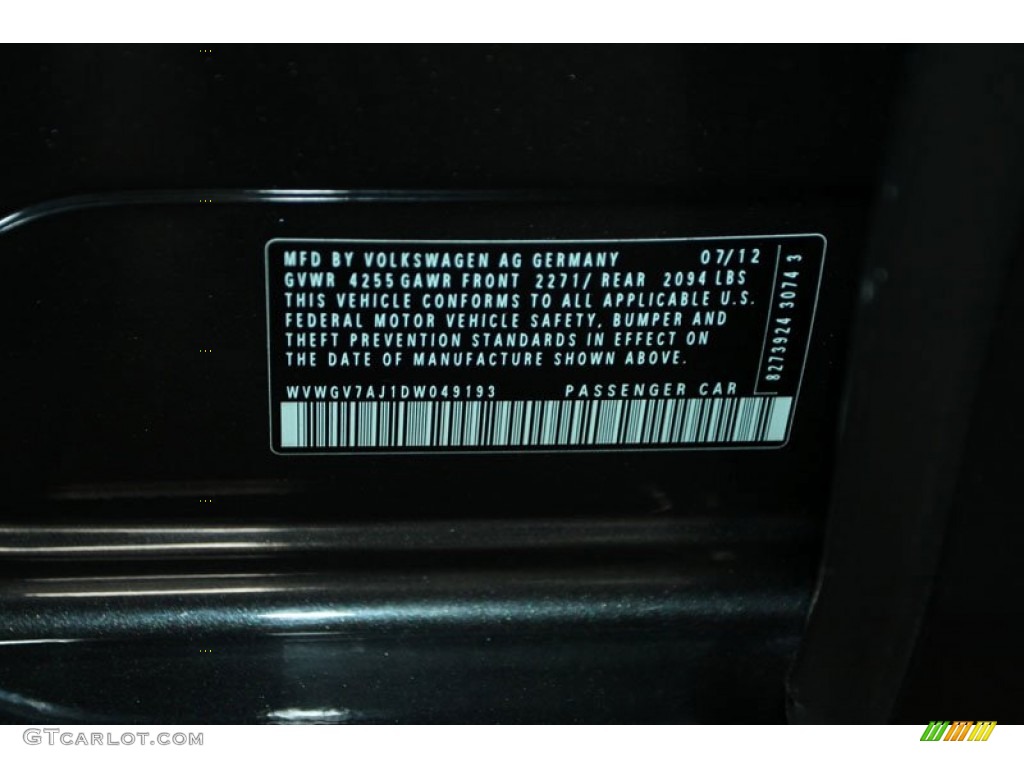 MFD BY VOLKSWAGEN AG GERMANY 07/12
GVWR 4255 GAWR FRONT 2271/ REAR 2094 LBS
THIS VEHICLE CONFORMS TO ALL APPLICABLE U.S.
FEDERAL MOTOR VEHICLE SAFETY, BUMPER AND
THEFT PREVENTION STANDARDS IN EFFECT ON
THE DATE OF MANUFACTURE SHOWN ABOVE.
WVWGV7AJ1DW049193 PASSENGER CAR
8273924 3074 3
GTCarlot.com